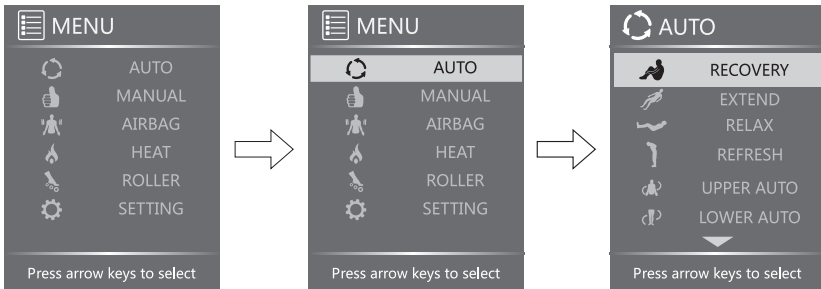 MENU
AUTO
MANUAL
AIRBAG
HEAT
ROLLER
SETTING
Press arrow keys to select
MENU
AUTO
MANUAL
AIRBAG
HEAT
ROLLER
SETTING
Press arrow keys to select
AUTO
RECOVERY
EXTEND
RELAX
REFRESH
UPPER AUTO
LOWER AUTO
Press arrow keys to select